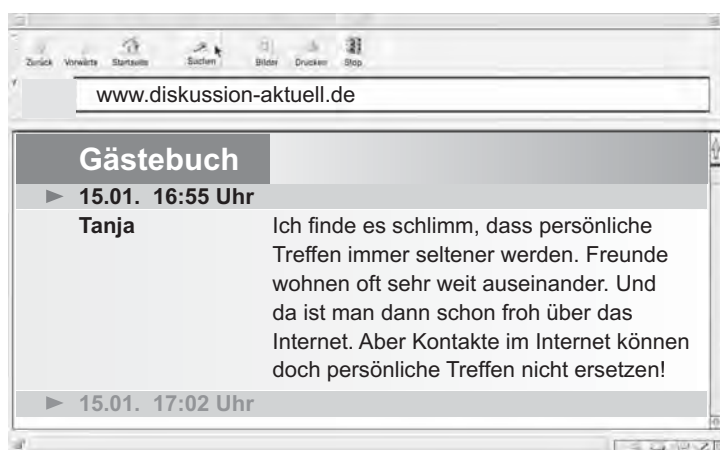 Zurück Vorwärts Startseite Suchen Bilder Drucken Stop
www.diskussion-aktuell.de
Gästebuch
15.01. 16:55 Uhr
Tanja
Ich finde es schlimm, dass persönliche
Treffen immer seltener werden. Freunde
wohnen oft sehr weit auseinander. Und
da ist man dann schon froh über das
Internet. Aber Kontakte im Internet können
doch persönliche Treffen nicht ersetzen!
15.01. 17:02 Uhr